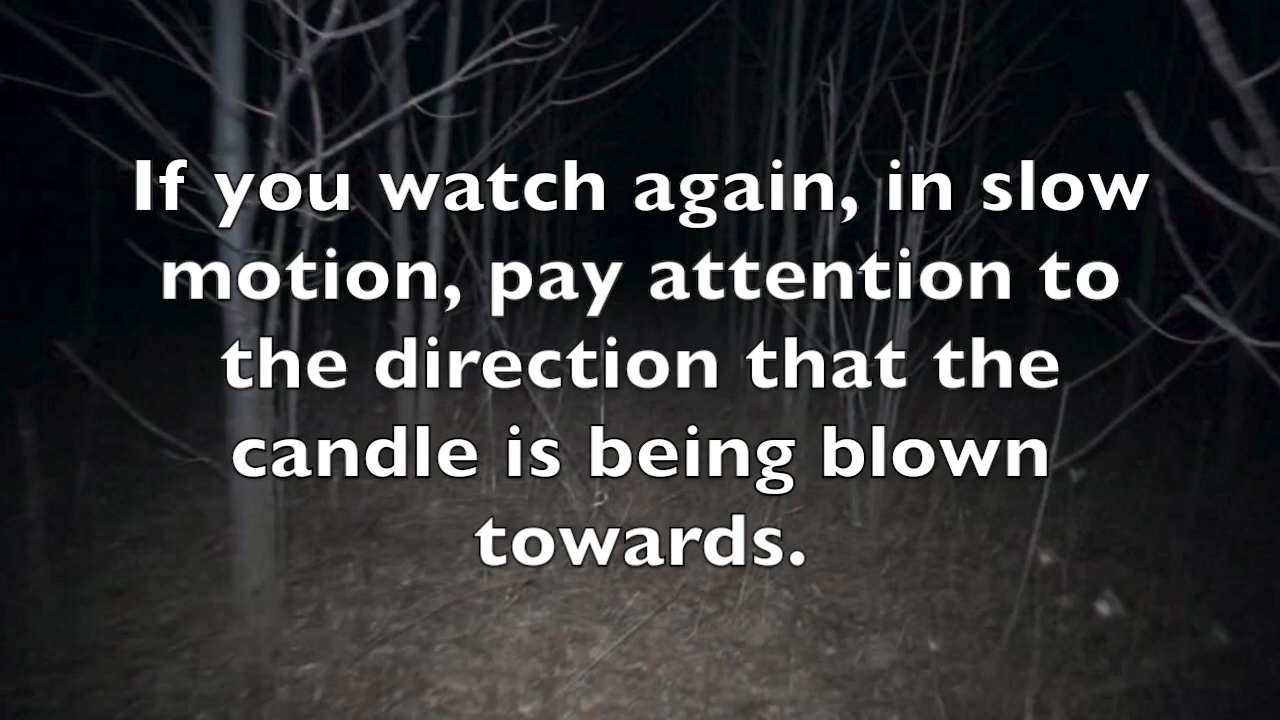 If you watch again, in slow
motion, pay attention to
the direction that the
candle is being blown
towards.